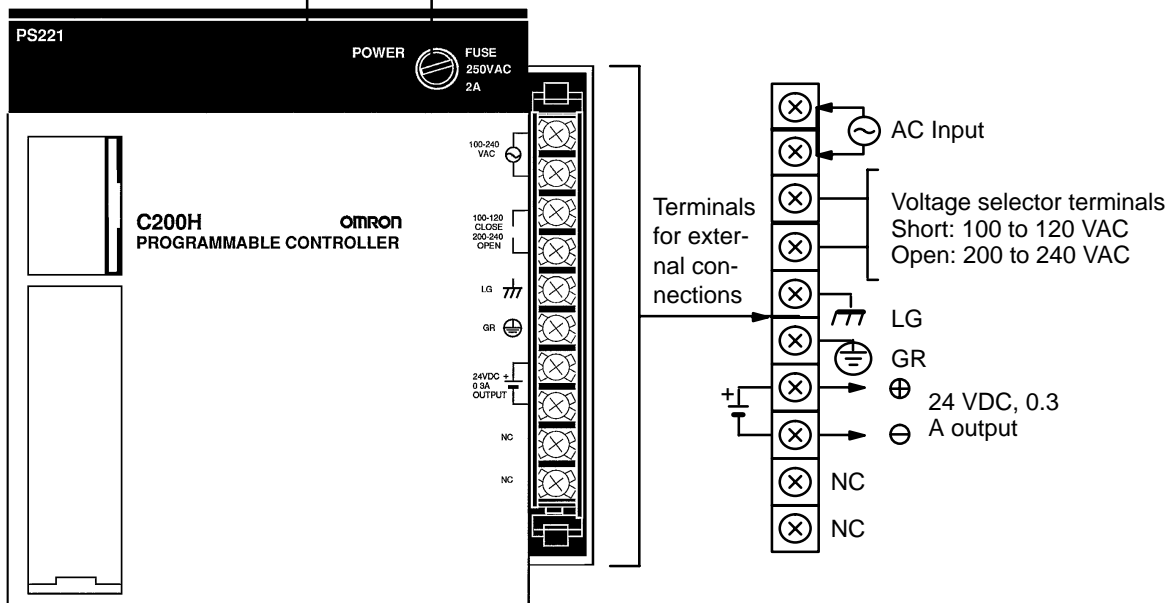 PS221
POWER
FUSE
250VAC
2A
100-240
VAC
C200H
OMRON
PROGRAMMABLE CONTROLLER
100-120
CLOSE
200-240
OPEN
LG
GR
24VDC +
0 3A
OUTPUT
NC
NC
Terminals
for exter-
nal con-
nections
AC Input
Voltage selector terminals
Short: 100 to 120 VAC
Open: 200 to 240 VAC
LG
GR
+
24 VDC, 0.3
A output
NC
NC